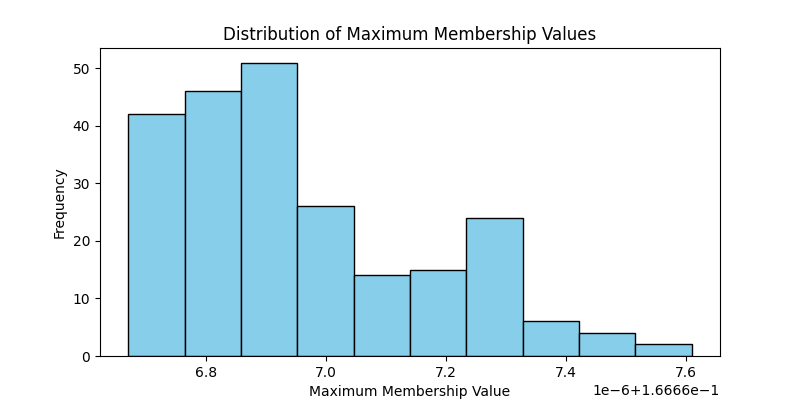 Distribution of Maximum Membership Values
Frequency
50
40
30
20
10
0
6.8 7.0 7.2 7.4 7.6
Maximum Membership Value
1e−6+1.6666e−1